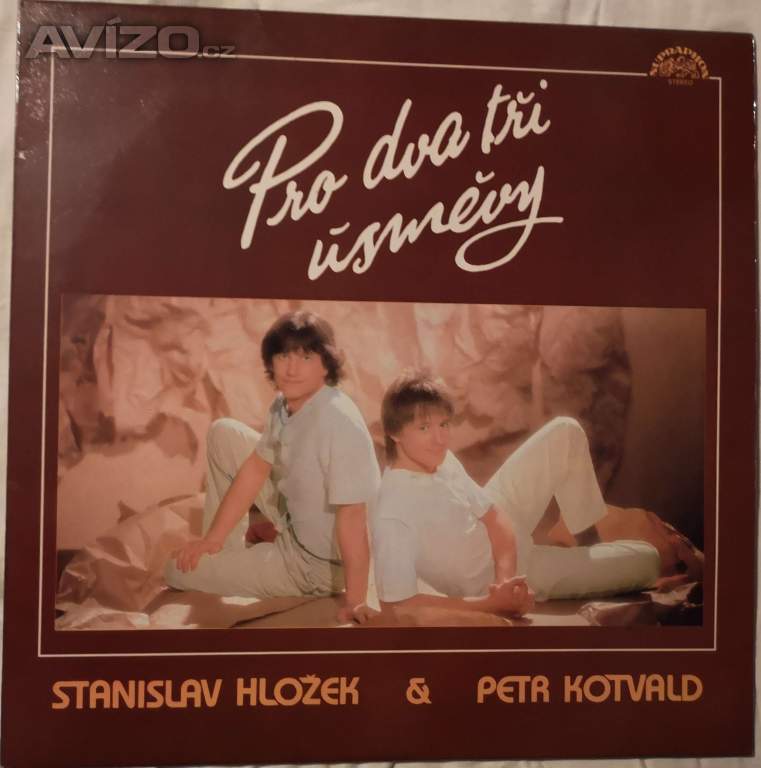 AVÍZO.cz
SUPRAPHON
STEREO
Pro dva tři
úsměvy
STANISLAV HLOŽEK & PETR KOTVALD